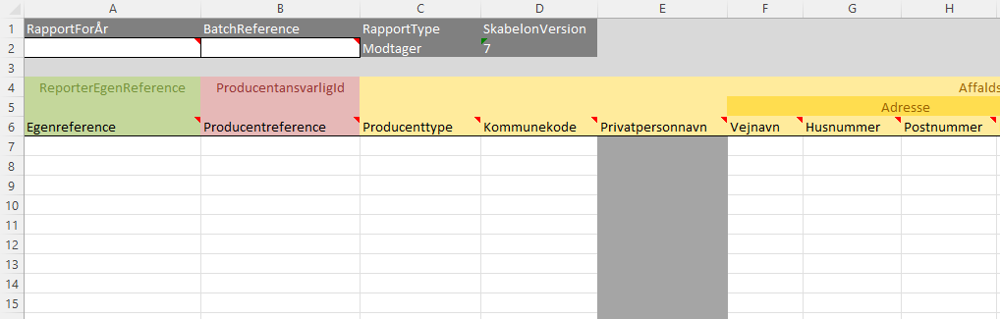 A B C D E F G H
1 RapportForÅr BatchReference RapportType SkabelonVersion
2 Modtager 7
3
4 ReporterEgenReference ProducentansvarligId Affalds
5 Adresse
6 Egenreference Producentreference Producenttype Kommunekode Privatpersonnavn Vejnavn Husnummer Postnummer
7
8
9
10
11
12
13
14
15